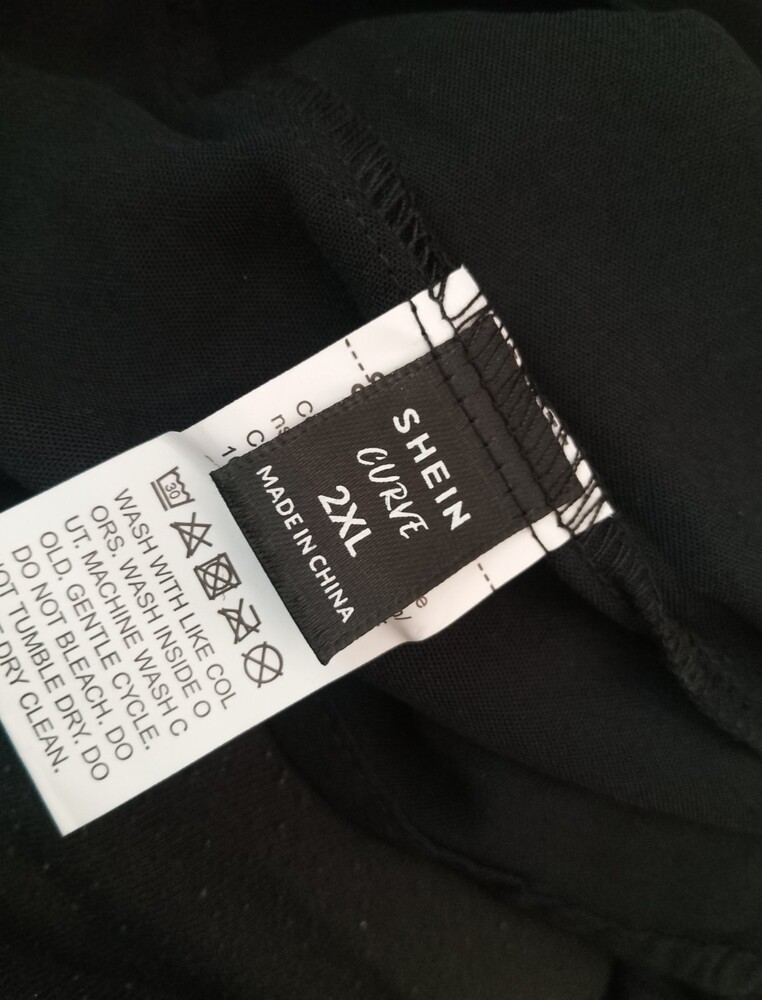 SHEIN
CURVE
2XL
MADE IN CHINA
30
WASH WITH LIKE COL
ORS. WASH INSIDE O
UT. MACHINE WASH C
OLD. GENTLE CYCLE.
DO NOT BLEACH. DO
OT TUMBLE DRY. DO
DRY CLEAN.